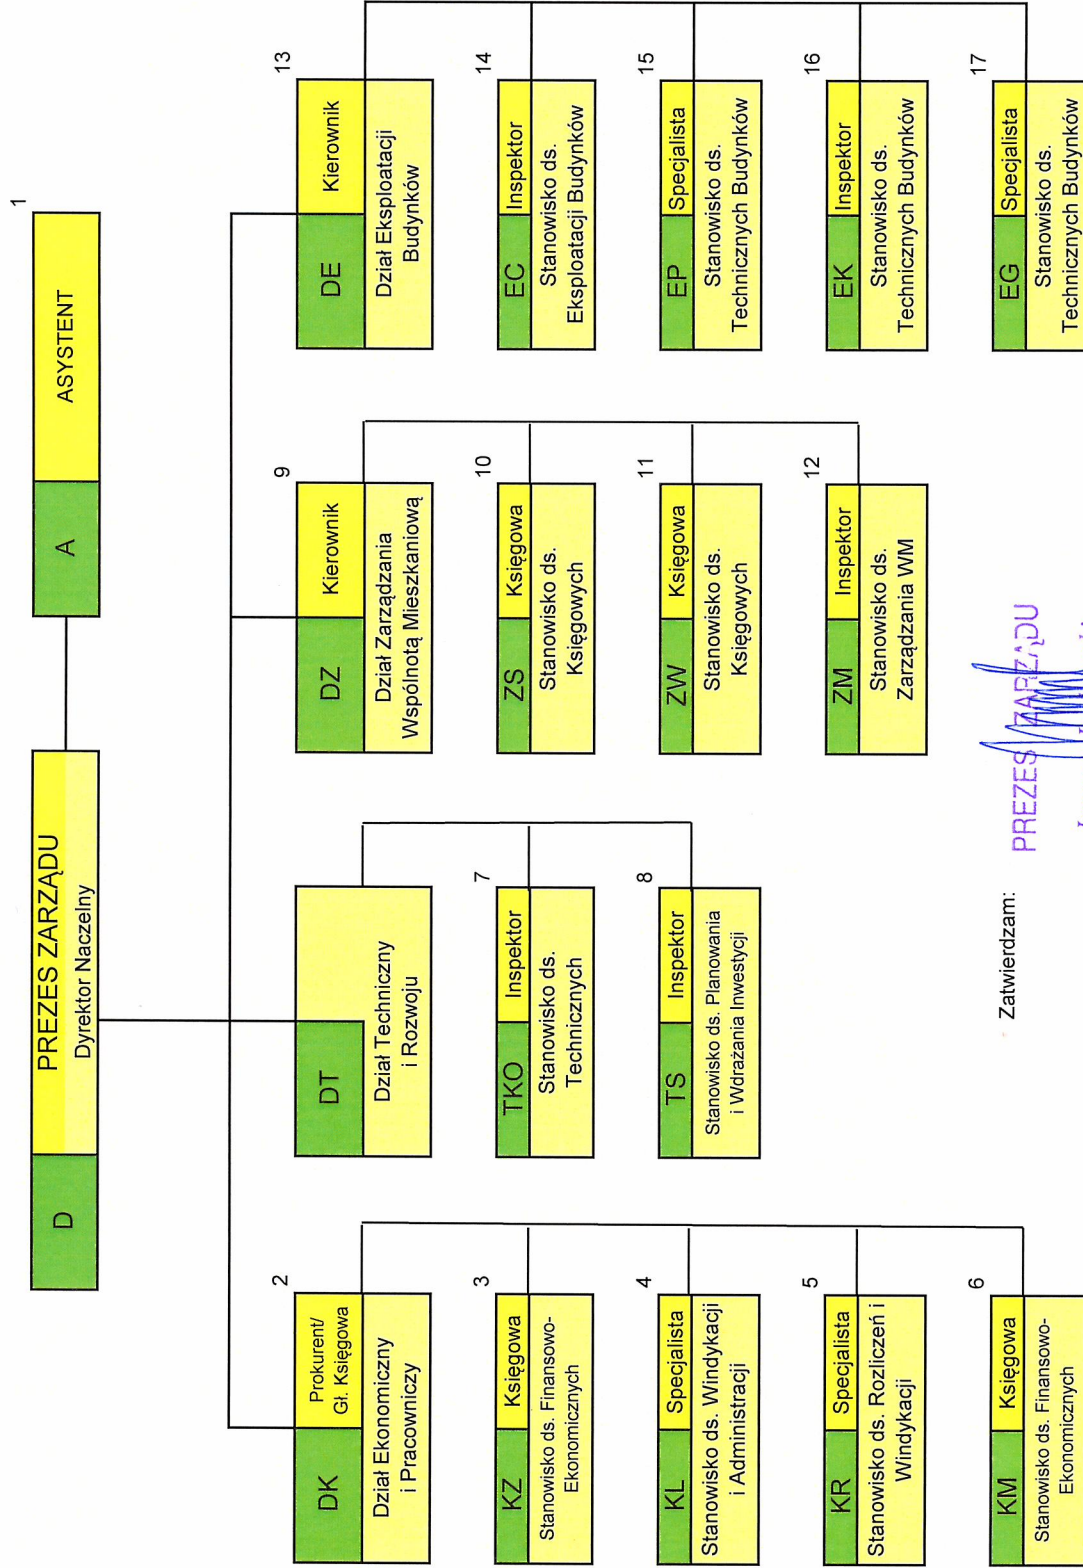 D
PREZES ZARZĄDU
Dyrektor Naczelny
1
A
ASYSTENT
2
DK
Prokurent/
Gł. Księgowa
Dział Ekonomiczny
i Pracowniczy
3
KZ
Księgowa
Stanowisko ds. Finansowo-
Ekonomicznych
4
KL
Specjalista
Stanowisko ds. Windykacji
i Administracji
5
KR
Specjalista
Stanowisko ds. Rozliczeń i
Windykacji
6
KM
Księgowa
Stanowisko ds. Finansowo-
Ekonomicznych
DT
Dział Techniczny
i Rozwoju
7
TKO
Inspektor
Stanowisko ds.
Technicznych
8
TS
Inspektor
Stanowisko ds. Planowania
i Wdrażania Inwestycji
9
DZ
Kierownik
Dział Zarządzania
Wspólnotą Mieszkaniową
10
ZS
Księgowa
Stanowisko ds.
Księgowych
11
ZW
Księgowa
Stanowisko ds.
Księgowych
12
ZM
Inspektor
Stanowisko ds.
Zarządzania WM
13
DE
Kierownik
Dział Eksploatacji
Budynków
14
EC
Inspektor
Stanowisko ds.
Eksploatacji Budynków
15
EP
Specjalista
Stanowisko ds.
Technicznych Budynków
16
EK
Inspektor
Stanowisko ds.
Technicznych Budynków
17
EG
Specjalista
Stanowisko ds.
Technicznych Budynków
Zatwierdzam:
PREZES ZARZĄDU